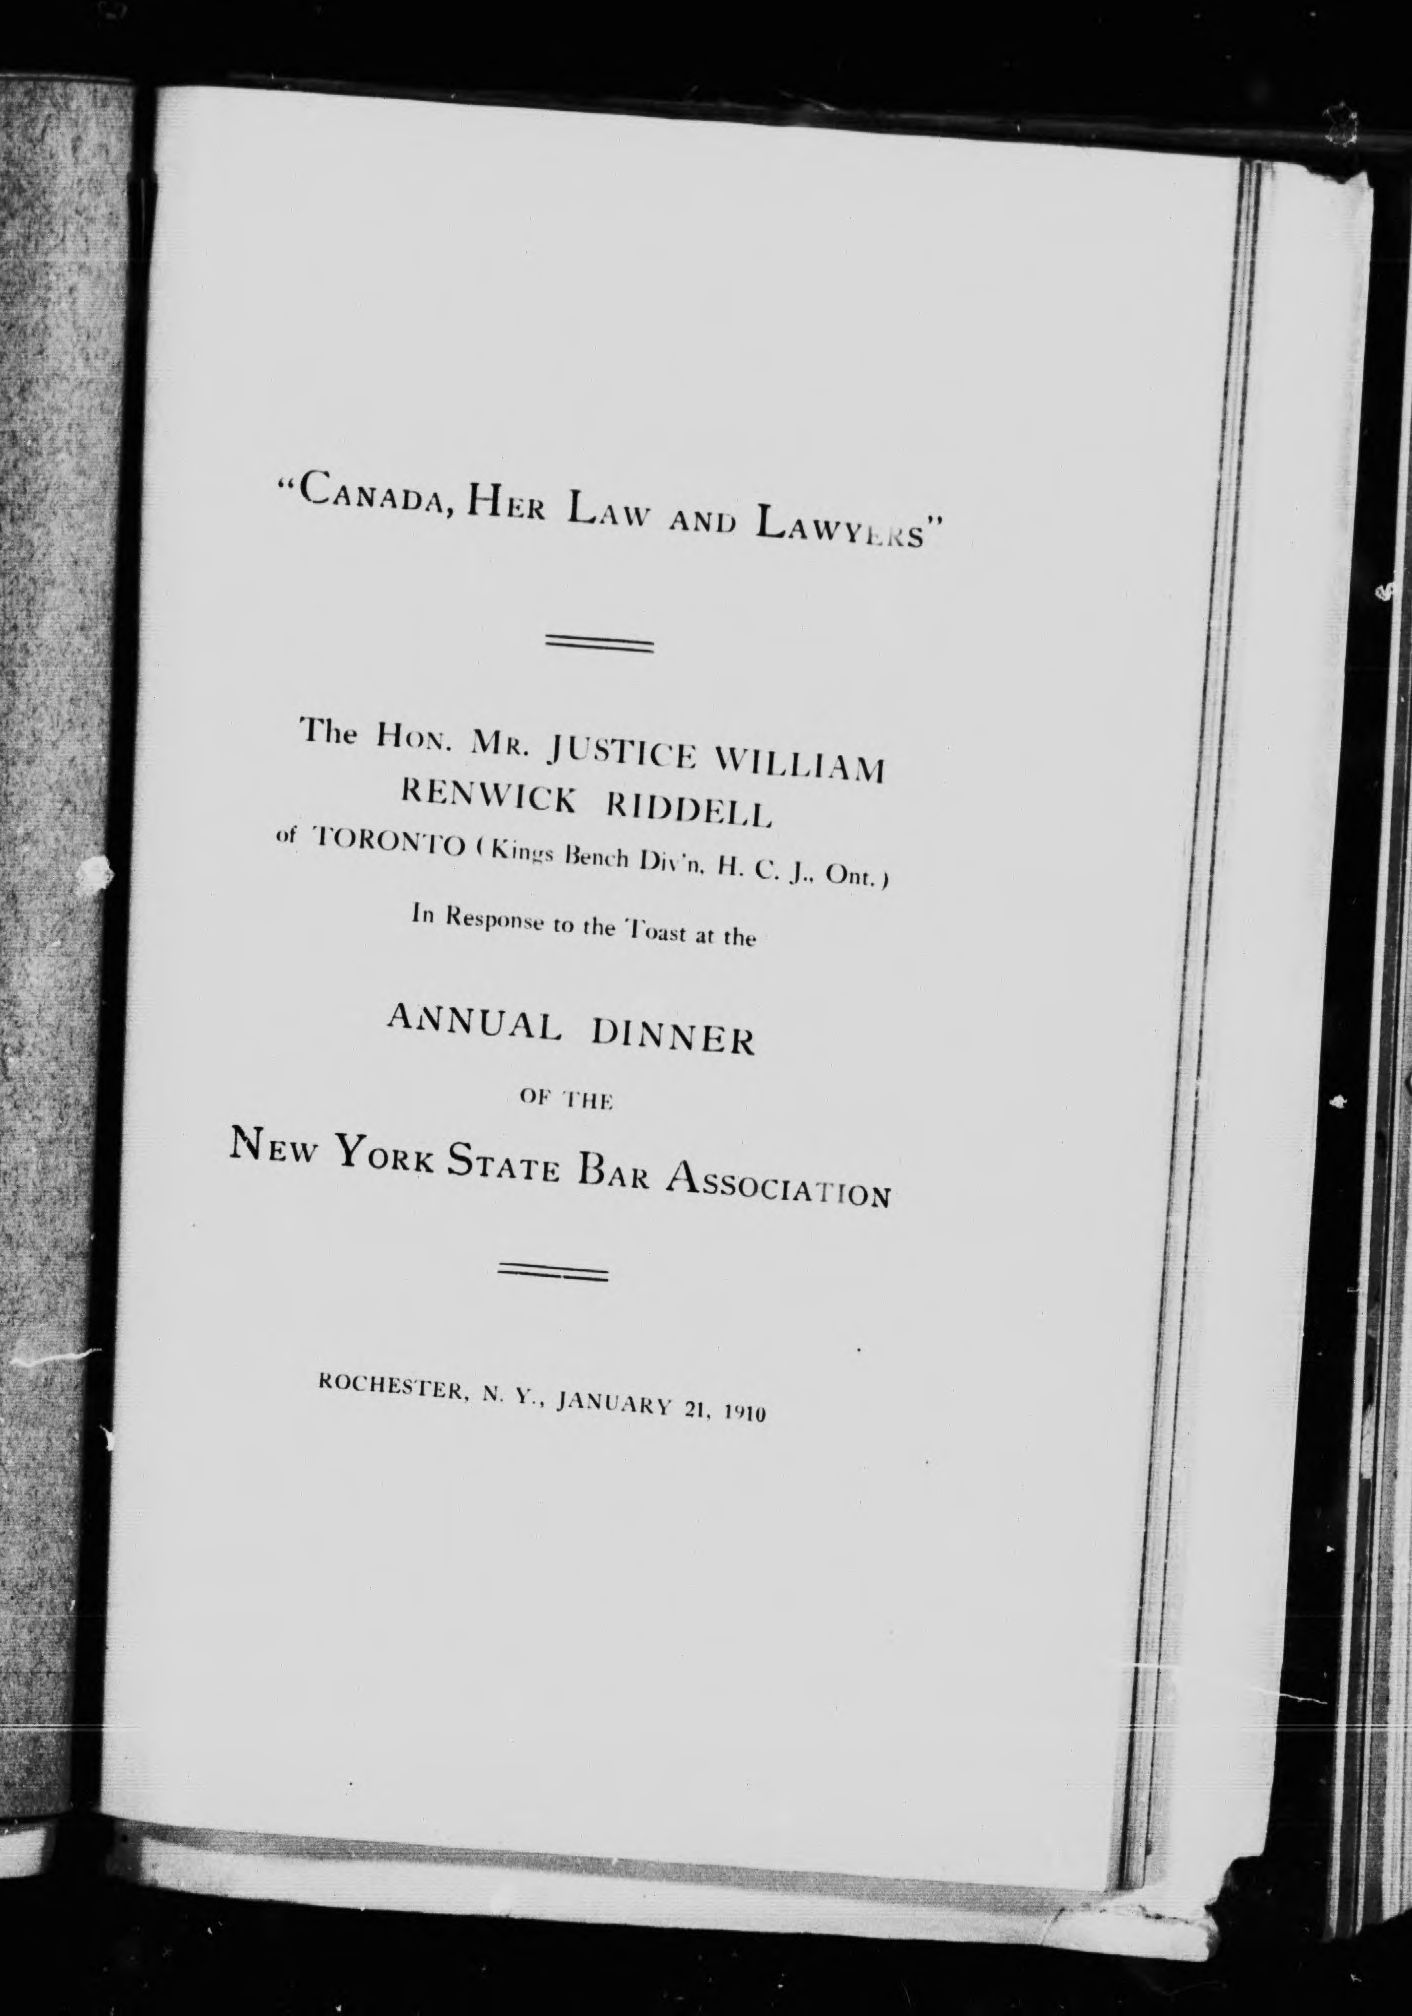 "CANADA, HER LAW AND LAWYERS"
The HON. MR. JUSTICE WILLIAM
RENWICK RIDDELL
of TORONTO (Kings Bench Div'n, H. C. J., Ont.)
In Response to the Toast at the
ANNUAL DINNER
OF THE
NEW YORK STATE BAR ASSOCIATION
ROCHESTER, N. Y., JANUARY 21, 1910